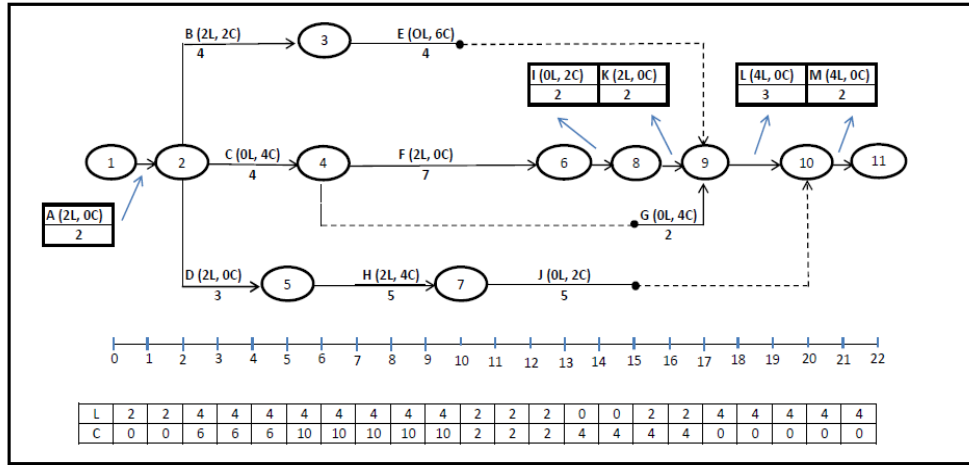 B (2L, 2C) 3 E (OL, 6C)
4 4
I (0L, 2C) K (2L, 0C) L (4L, 0C) M (4L, 0C)
2 2 3 2
1 2 C (0L, 4C) 4 F (2L, 0C) 6 8 9 10 11
4 7
A (2L, 0C) G (0L, 4C)
2 2
D (2L, 0C) 5 H (2L, 4C) 7 J (0L, 2C)
3 5 5
0 1 2 3 4 5 6 7 8 9 10 11 12 13 14 15 16 17 18 19 20 21 22
L 2 2 4 4 4 4 4 4 4 4 2 2 2 0 0 2 2 4 4 4 4 4
C 0 0 6 6 6 10 10 10 10 10 2 2 2 4 4 4 4 0 0 0 0 0